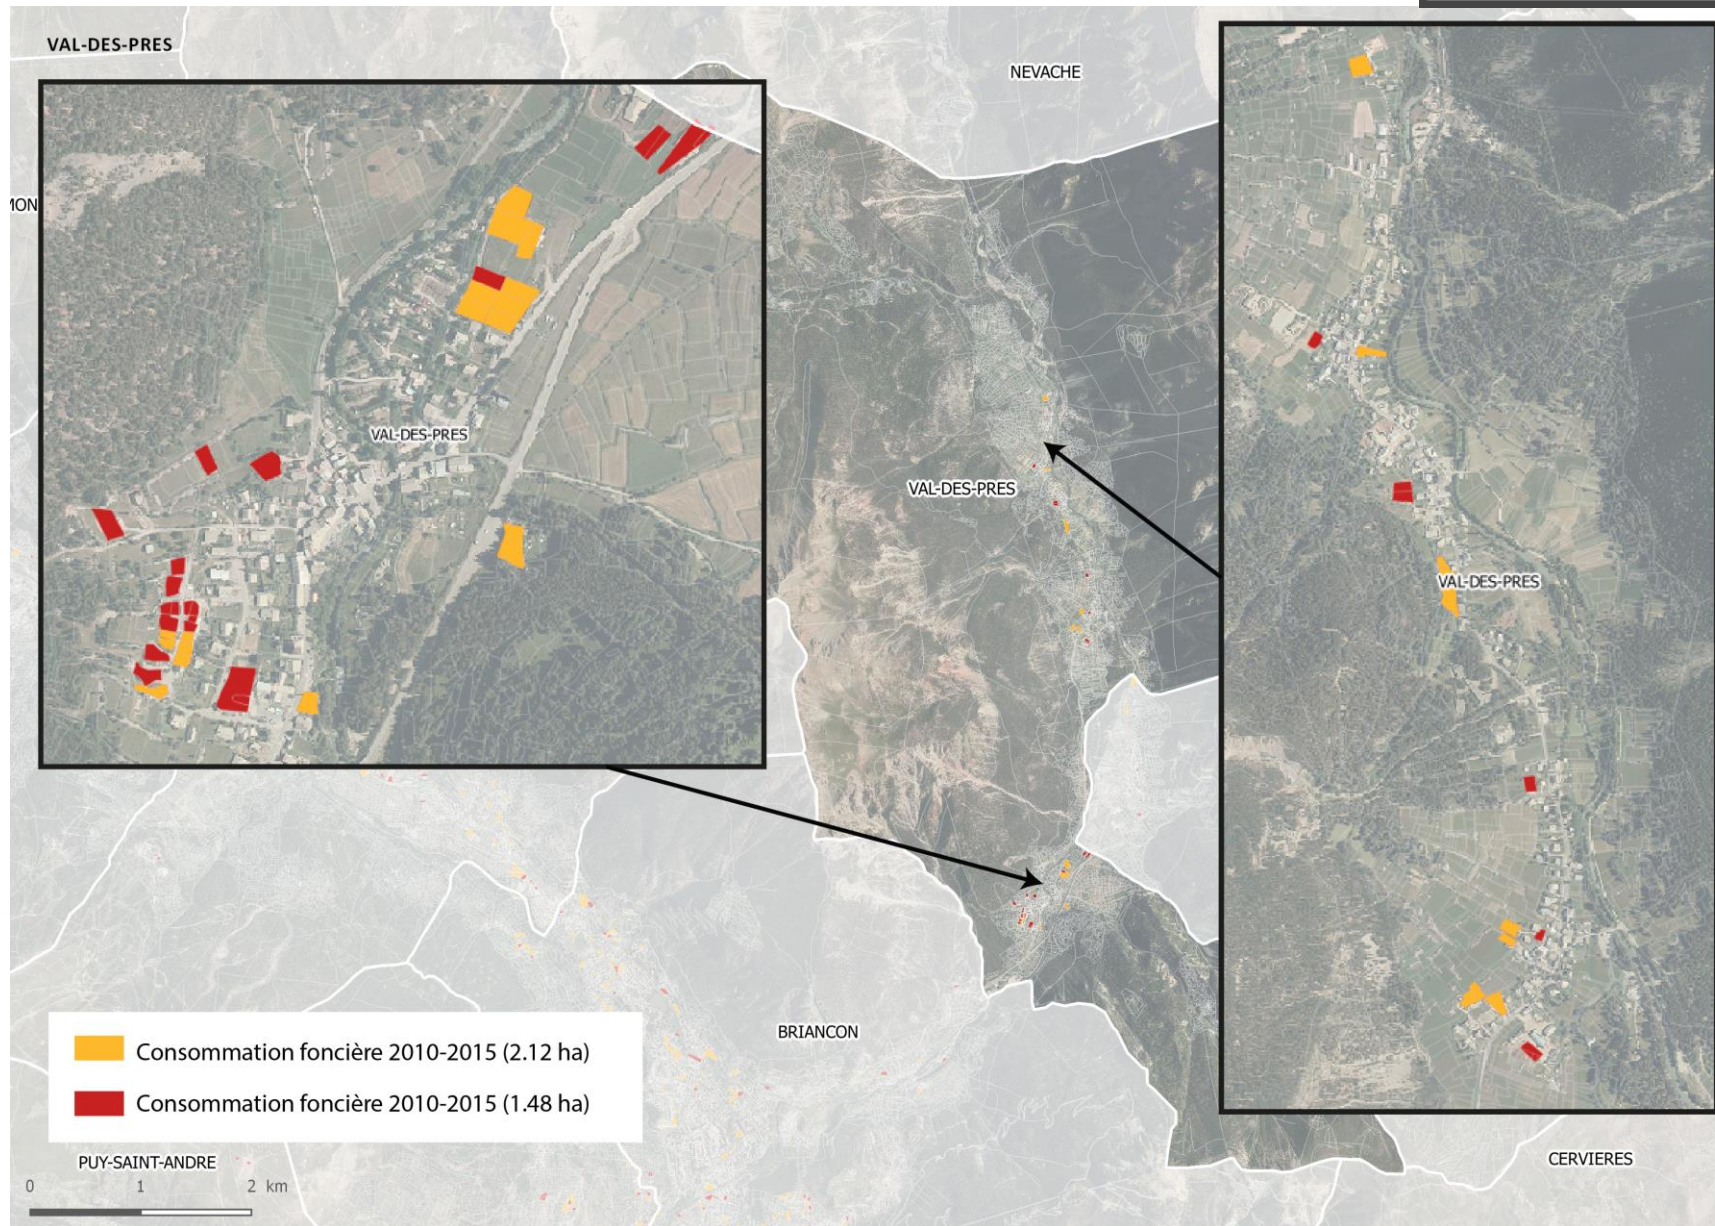 VAL-DES-PRES
NEVACHE
MON
VAL-DES-PRES
VAL-DES-PRES
VAL-DES-PRES
BRIANCON
Consommation foncière 2010-2015 (2.12 ha)
Consommation foncière 2010-2015 (1.48 ha)
PUY-SAINT-ANDRE
CERVIERES
0 1 2 km